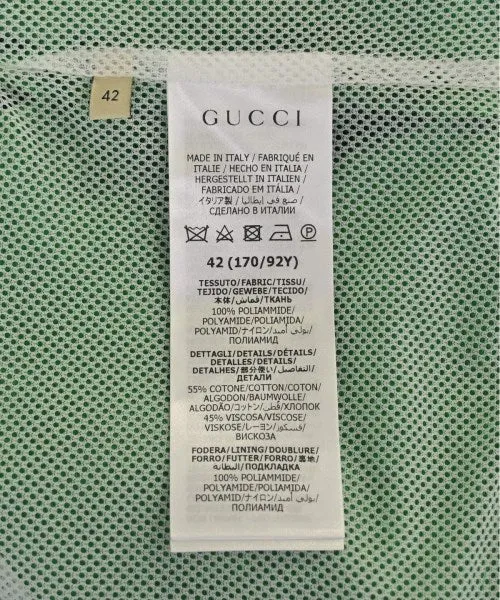 42
GUCCI
MADE IN ITALY / FABRIQUÉ EN
ITALIE / HECHO EN ITALIA /
HERGESTELLT IN ITALIEN /
FABRICADO EM ITÁLIA /
イタリア製 / صنع في إيطاليا /
СДЕЛАНО В ИТАЛИИ
42 (170/92Y)
TESSUTO/FABRIC/TISSU/
TEJIDO/GEWEBE/TECIDO/
本体/قماش/ТКАНЬ
100% POLIAMMIDE/
POLYAMIDE/POLIAMIDA/
POLYAMID/ナイロン/بولي أميد/
ПОЛИАМИД
DETTAGLI/DETAILS/DÉTAILS/
DETALLES/DETAILS/
DETALHES/部分使い/التفاصيل/
ДЕТАЛИ
55% COTONE/COTTON/COTON/
ALGODON/BAUMWOLLE/
ALGODÃO/コットン/قطن/ХЛОПОК
45% VISCOSA/VISCOSE/
VISKOSE/レーヨン/فسكوز/
ВИСКОЗА
FODERA/LINING/DOUBLURE/
FORRO/FUTTER/FORRO/裏地/
البطانة/ПОДКЛАДКА
100% POLIAMMIDE/
POLYAMIDE/POLIAMIDA/
POLYAMID/ナイロン/بولي أميد/
ПОЛИАМИД